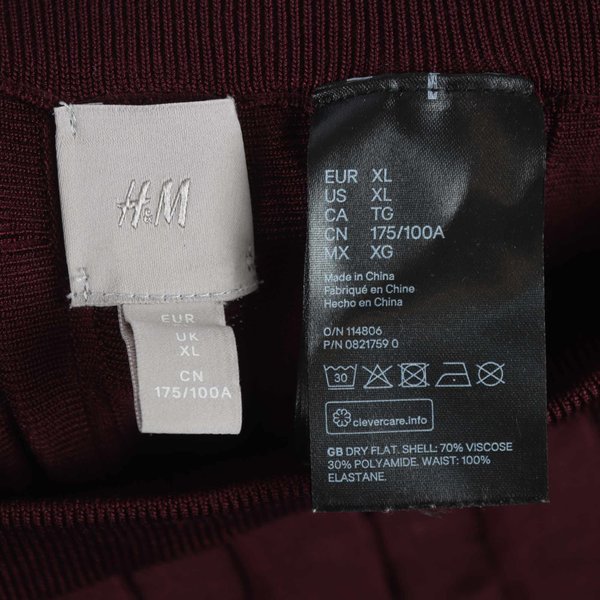 H&M
EUR
UK
XL
CN
175/100A
EUR XL
US XL
CA TG
CN 175/100A
MX XG
Made in China
Fabriqué en Chine
Hecho en China
O/N 114806
P/N 0821759 0
30
clevercare.info
GB DRY FLAT. SHELL: 70% VISCOSE
30% POLYAMIDE. WAIST: 100%
ELASTANE.